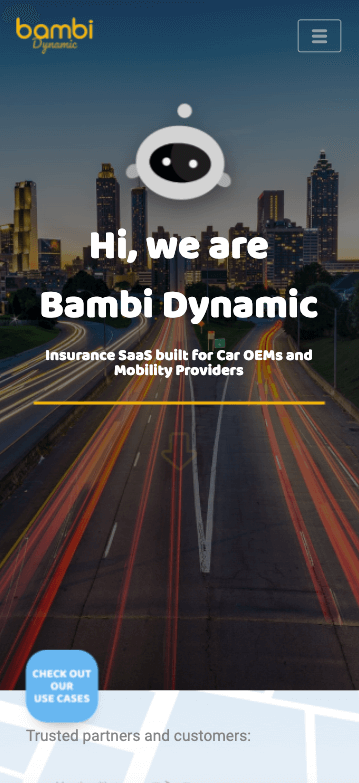 bambi
Dynamic
Hi, we are
Bambi Dynamic
Insurance SaaS built for Car OEMs and
Mobility Providers
CHECK OUT
OUR
USE CASES
Trusted partners and customers: